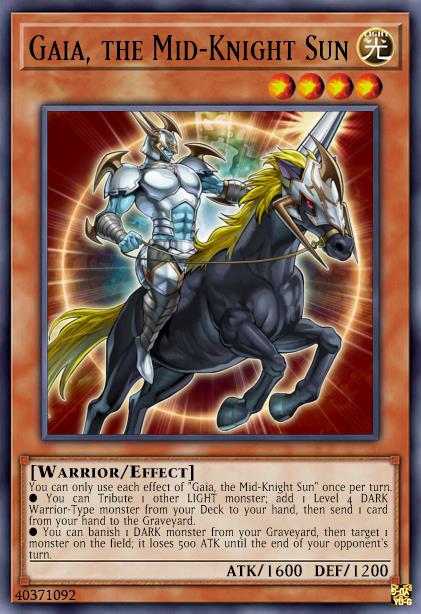 Gaia, the Mid-Knight Sun
LIGHT
光
[Warrior/Effect]
You can only use each effect of "Gaia, the Mid-Knight Sun" once per turn.
● You can Tribute 1 other LIGHT monster; add 1 Level 4 DARK
Warrior-Type monster from your Deck to your hand, then send 1 card
from your hand to the Graveyard.
● You can banish 1 DARK monster from your Graveyard, then target 1
monster on the field; it loses 500 ATK until the end of your opponent's
turn.
ATK/1600 DEF/1200
40371092